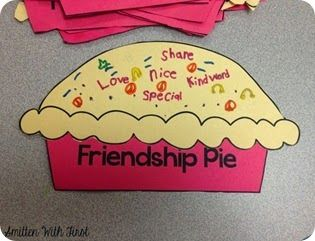 Share
Love Nice Kind word
Special
Friendship Pie
Smitten With First